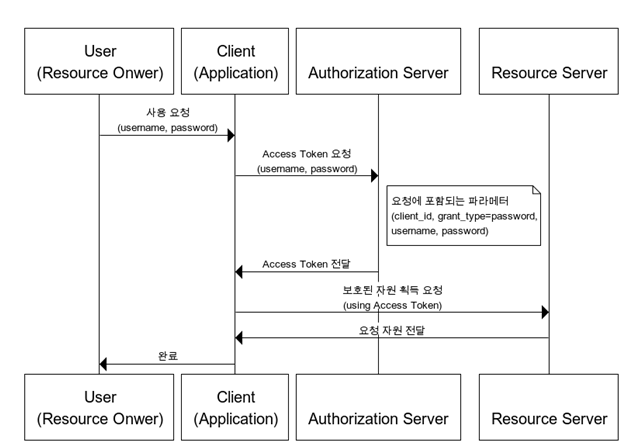 User
(Resource Onwer)
Client
(Application)
Authorization Server
Resource Server
사용 요청
(username, password)
Access Token 요청
(username, password)
요청에 포함되는 파라메터
(client_id, grant_type=password,
username, password)
Access Token 전달
보호된 자원 획득 요청
(using Access Token)
요청 자원 전달
완료
User
(Resource Onwer)
Client
(Application)
Authorization Server
Resource Server